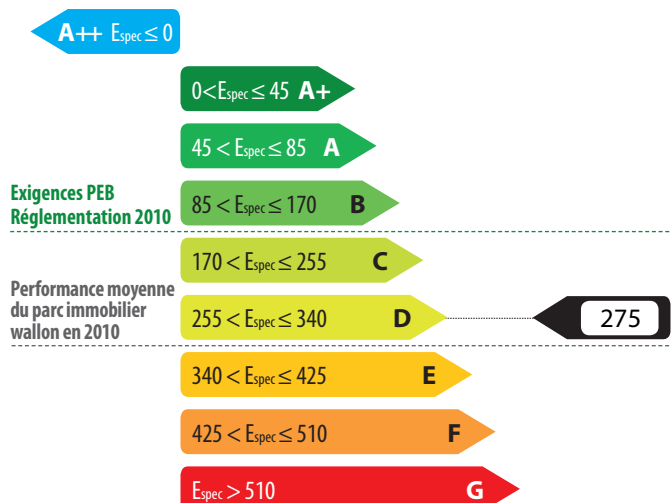 A++ Espec ≤ 0
0<Espec ≤ 45 A+
45 < Espec ≤ 85 A
Exigences PEB
Réglementation 2010
85 < Espec ≤ 170 B
170 < Espec ≤ 255 C
Performance moyenne
du parc immobilier
wallon en 2010
255 < Espec ≤ 340 D
275
340 < Espec ≤ 425 E
425 < Espec ≤ 510 F
Espec > 510 G